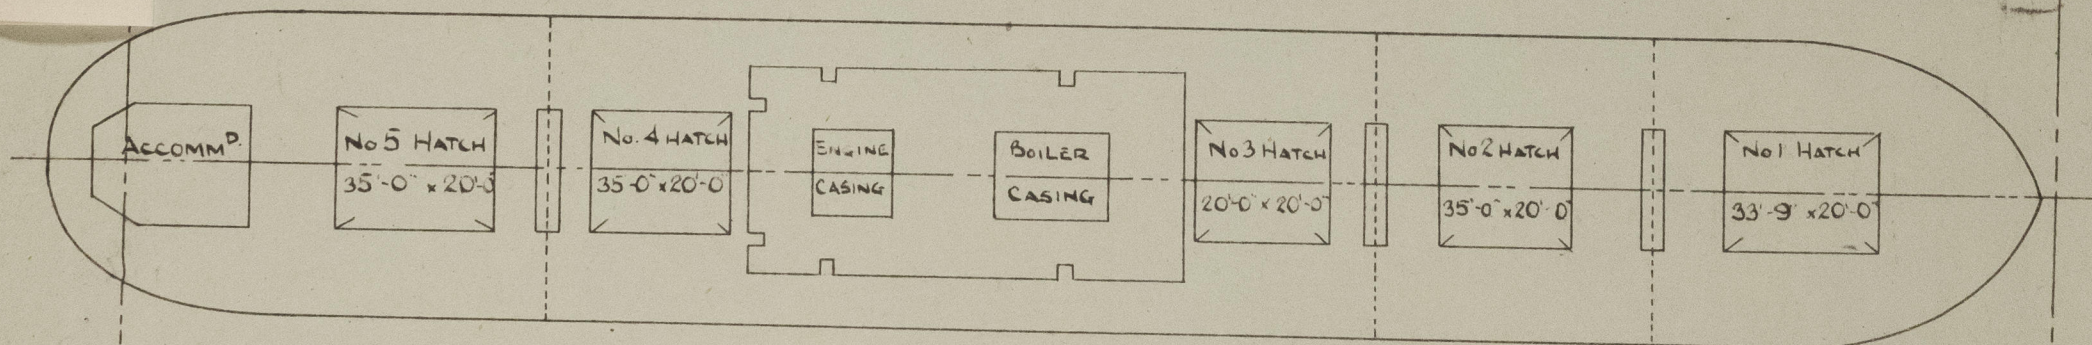 ACCOMMD.
No 5 HATCH
35'-0" x 20'-0
No. 4 HATCH
35-0" x 20'-0"
ENGINE
CASING
BOILER
CASING
No 3 HATCH
20'-0" x 20'-0"
No 2 HATCH
35'-0" x 20'-0"
No 1 HATCH
33'-9" x 20'-0"